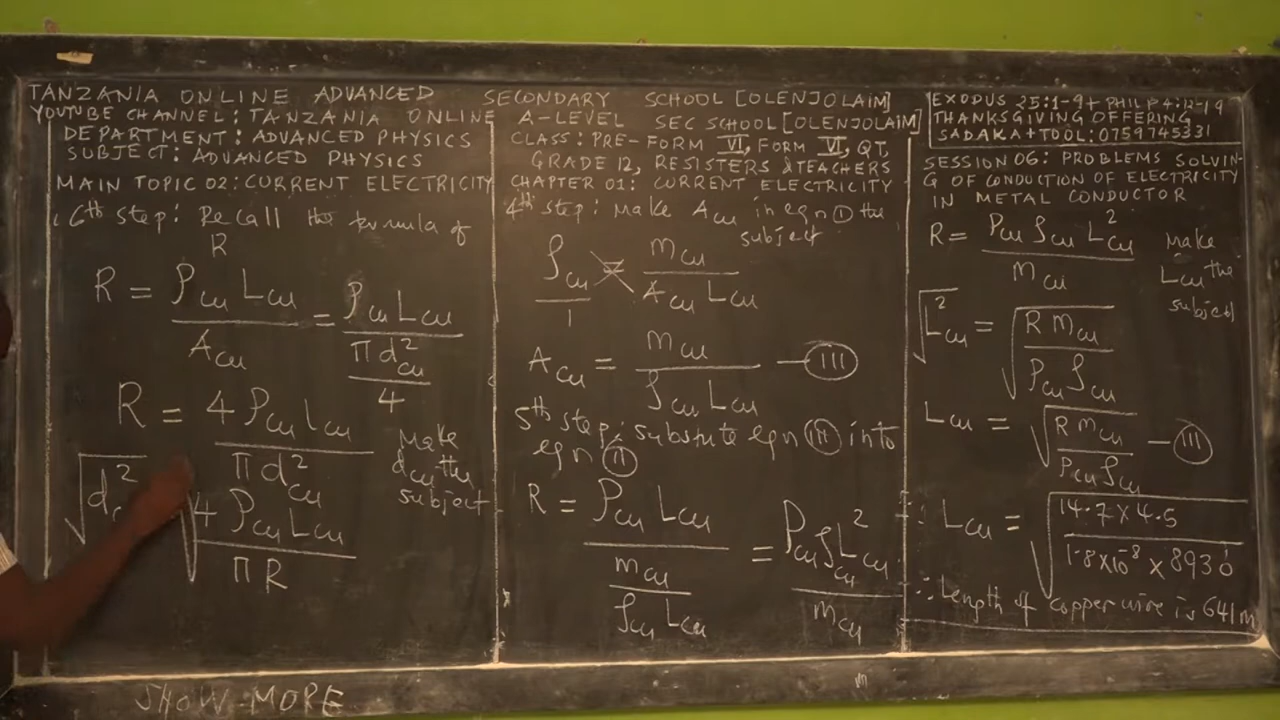 TANZANIA ONLINE ADVANCED SECONDARY SCHOOL [OLENJOLAIM]
YOUTUBE CHANNEL: TANZANIA ONLINE A-LEVEL SEC SCHOOL [OLENJOLAIM]
DEPARTMENT: ADVANCED PHYSICS
SUBJECT: ADVANCED PHYSICS
MAIN TOPIC 02: CURRENT ELECTRICITY
6th step: Recall the formula of
R
R = ρcu Lcu / Acu = ρcu Lcu / (π d²cu / 4)
R = 4 ρcu Lcu / π d²cu
Make
dcu the
subject
√d² = √(4 ρcu Lcu / π R)
CLASS: PRE-FORM VI, FORM VI, QT,
GRADE 12, RESISTERS & TEACHERS
CHAPTER 01: CURRENT ELECTRICITY
4th step: Make Acu in eqn (I) the
subject
ρcu / 1 = mcu / Acu Lcu
Acu = mcu / ρcu Lcu — (III)
5th step: substute eqn (III) into
eqn (II)
R = ρcu Lcu / (mcu / ρcu Lcu) = ρcu ρcu L²cu / mcu
EXODUS 25:1-9 + PHILP 4:12-19
THANKSGIVING OFFERING
SADAKA + TOOL: 0759745331
SESSION 06: PROBLEMS SOLVIN-
G OF CONDUCTION OF ELECTRICITY
IN METAL CONDUCTOR
R = ρcu ρcu L²cu / mcu
Make
Lcu the
subject
√L²cu = √(R mcu / ρcu ρcu)
Lcu = √(R mcu / ρcu ρcu) — (III)
∴ Lcu = √(14.7 × 4.5 / 1.8 × 10⁻⁸ × 8930)
∴ Length of copper wire is 641m
SHOW MORE